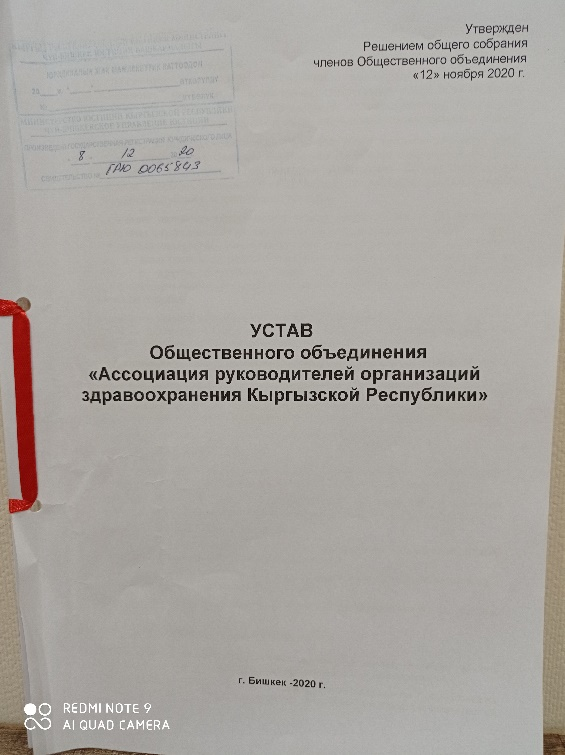 Утвержден
Решением общего собрания
членов Общественного объединения
«12» ноября 2020 г.
8 12 20
ГРЮ 0065843
УСТАВ
Общественного объединения
«Ассоциация руководителей организаций
здравоохранения Кыргызской Республики»
г. Бишкек -2020 г.
REDMI NOTE 9
AI QUAD CAMERA